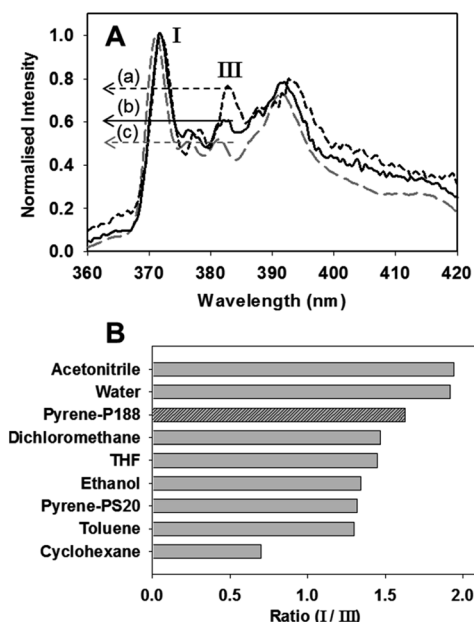 A
I
III
(a)
(b)
(c)
Normalised Intensity
1.0
0.8
0.6
0.4
0.2
0.0
360 370 380 390 400 410 420
Wavelength (nm)
B
Acetonitrile
Water
Pyrene-P188
Dichloromethane
THF
Ethanol
Pyrene-PS20
Toluene
Cyclohexane
0.0 0.5 1.0 1.5 2.0
Ratio (I / III)